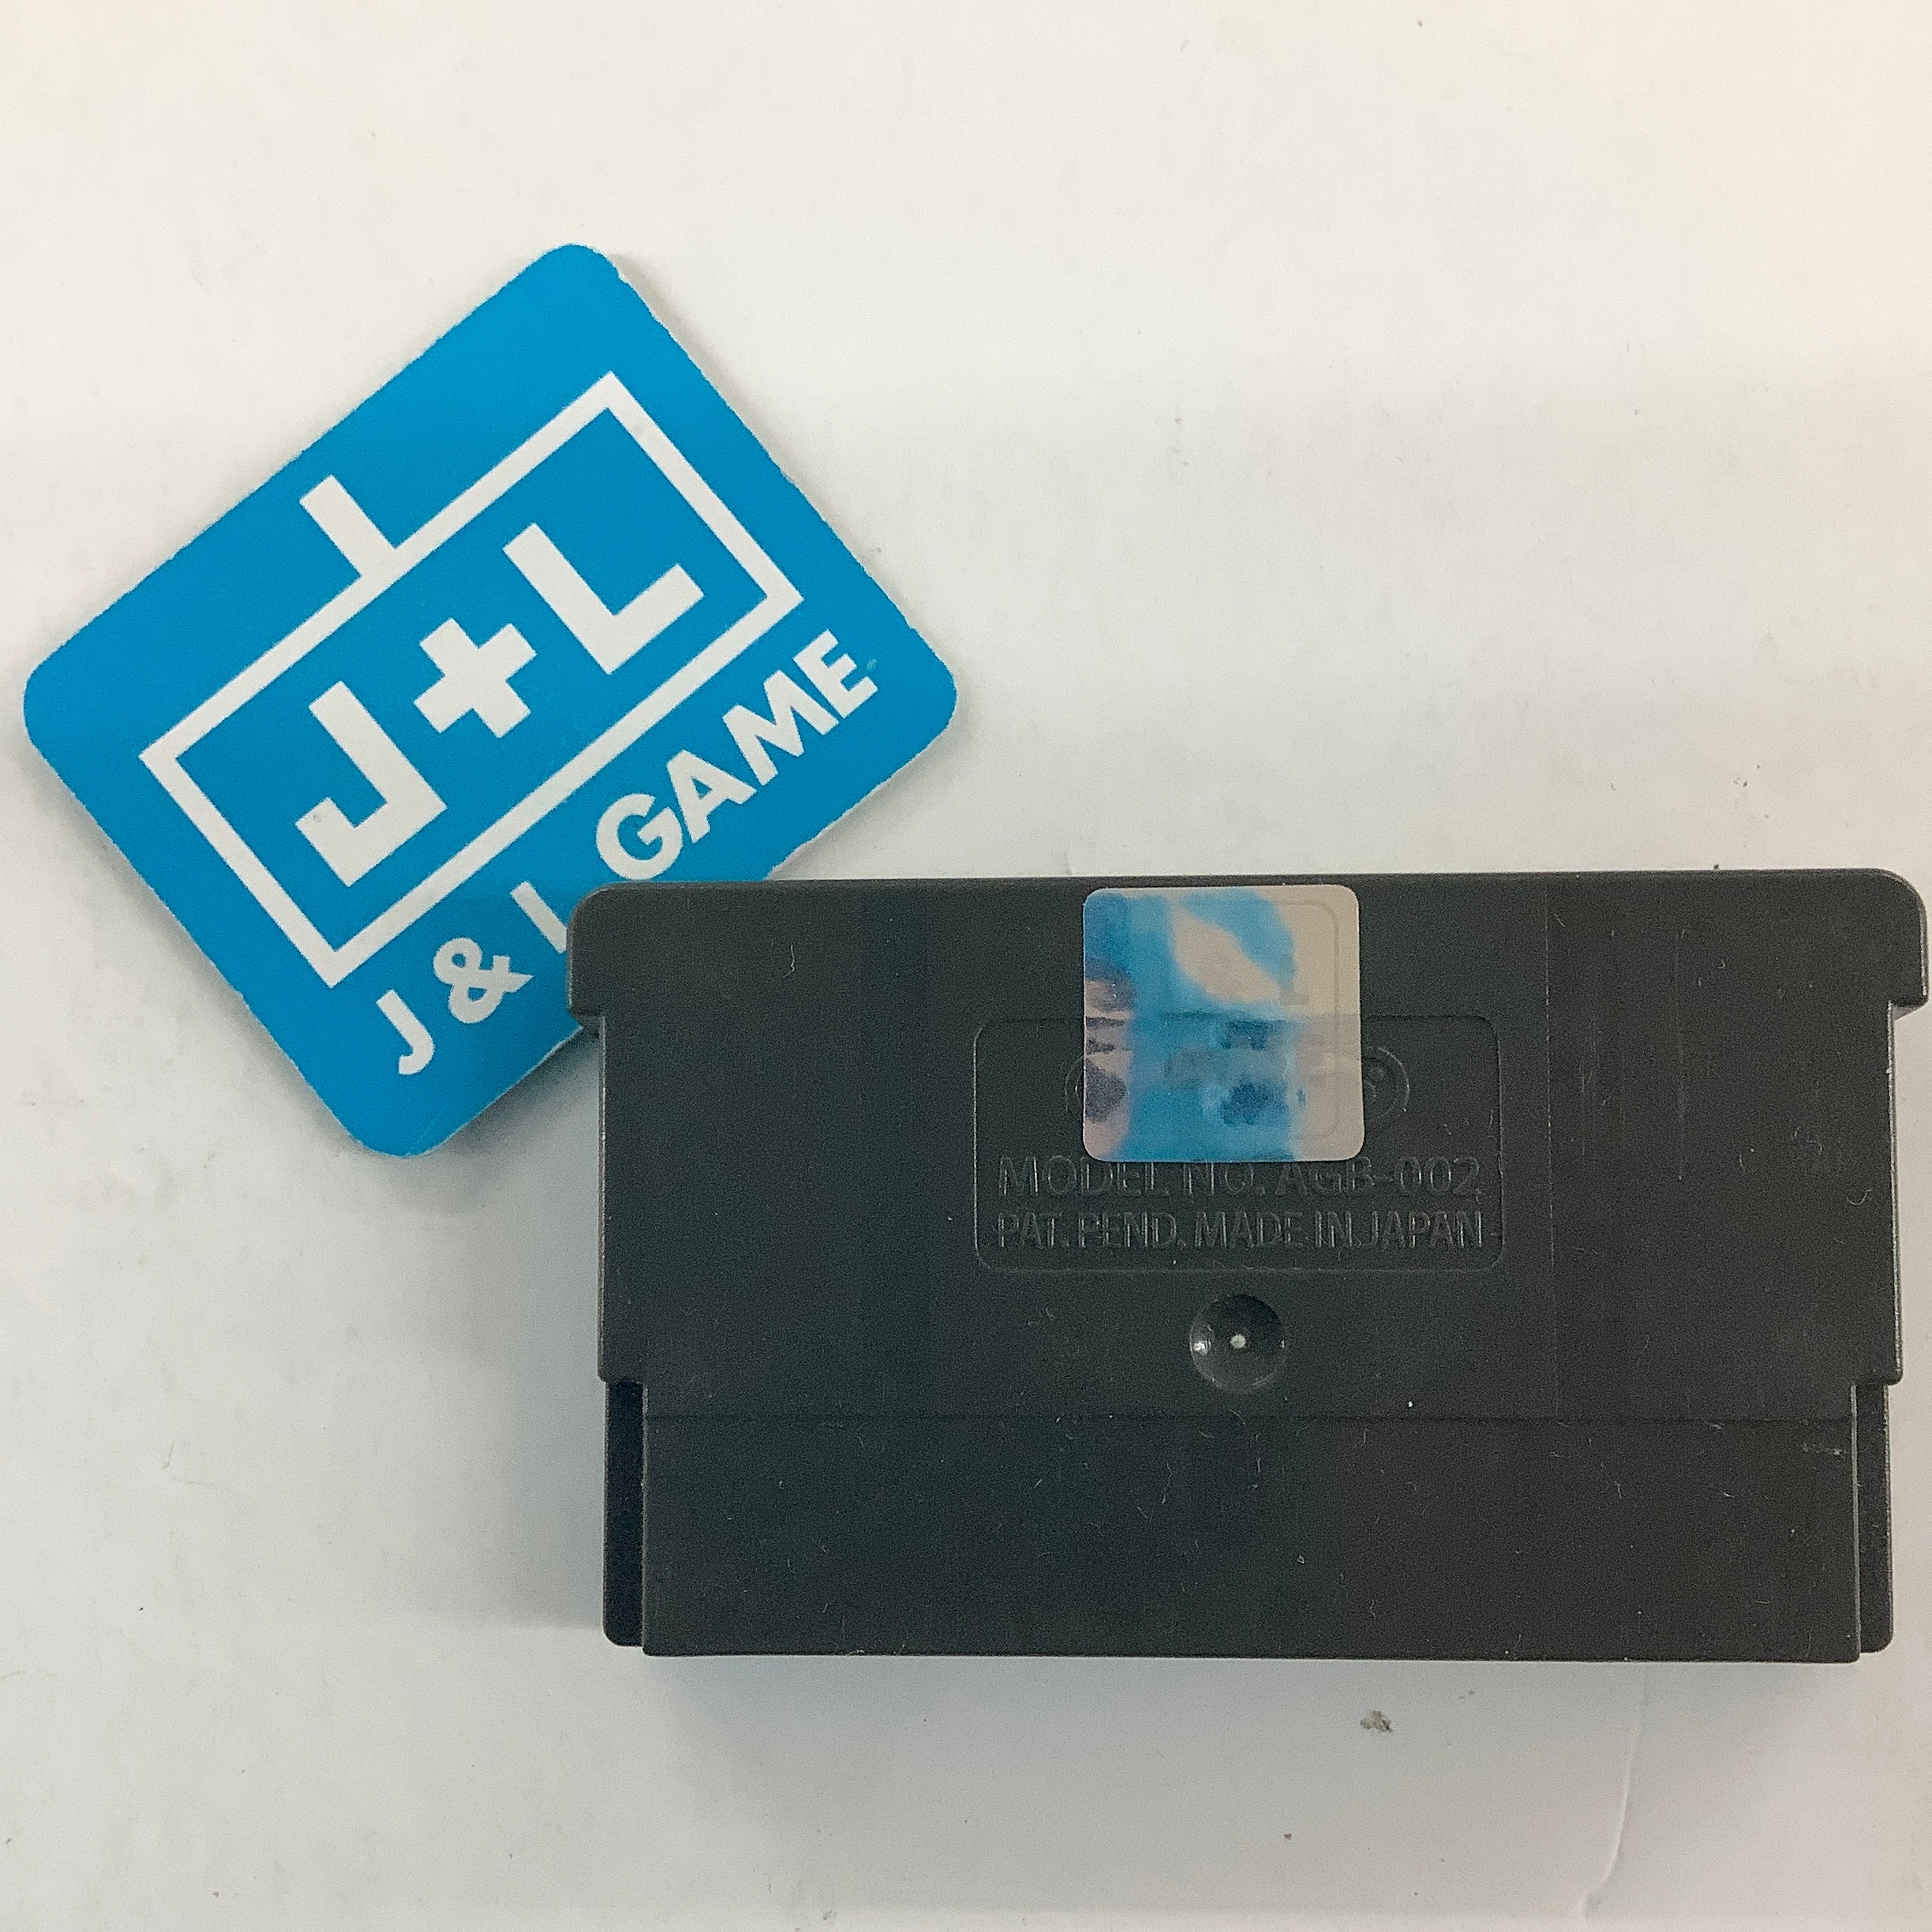 J+L
J & L GAME
MODEL NO. AGB-002
PAT. PEND. MADE IN JAPAN